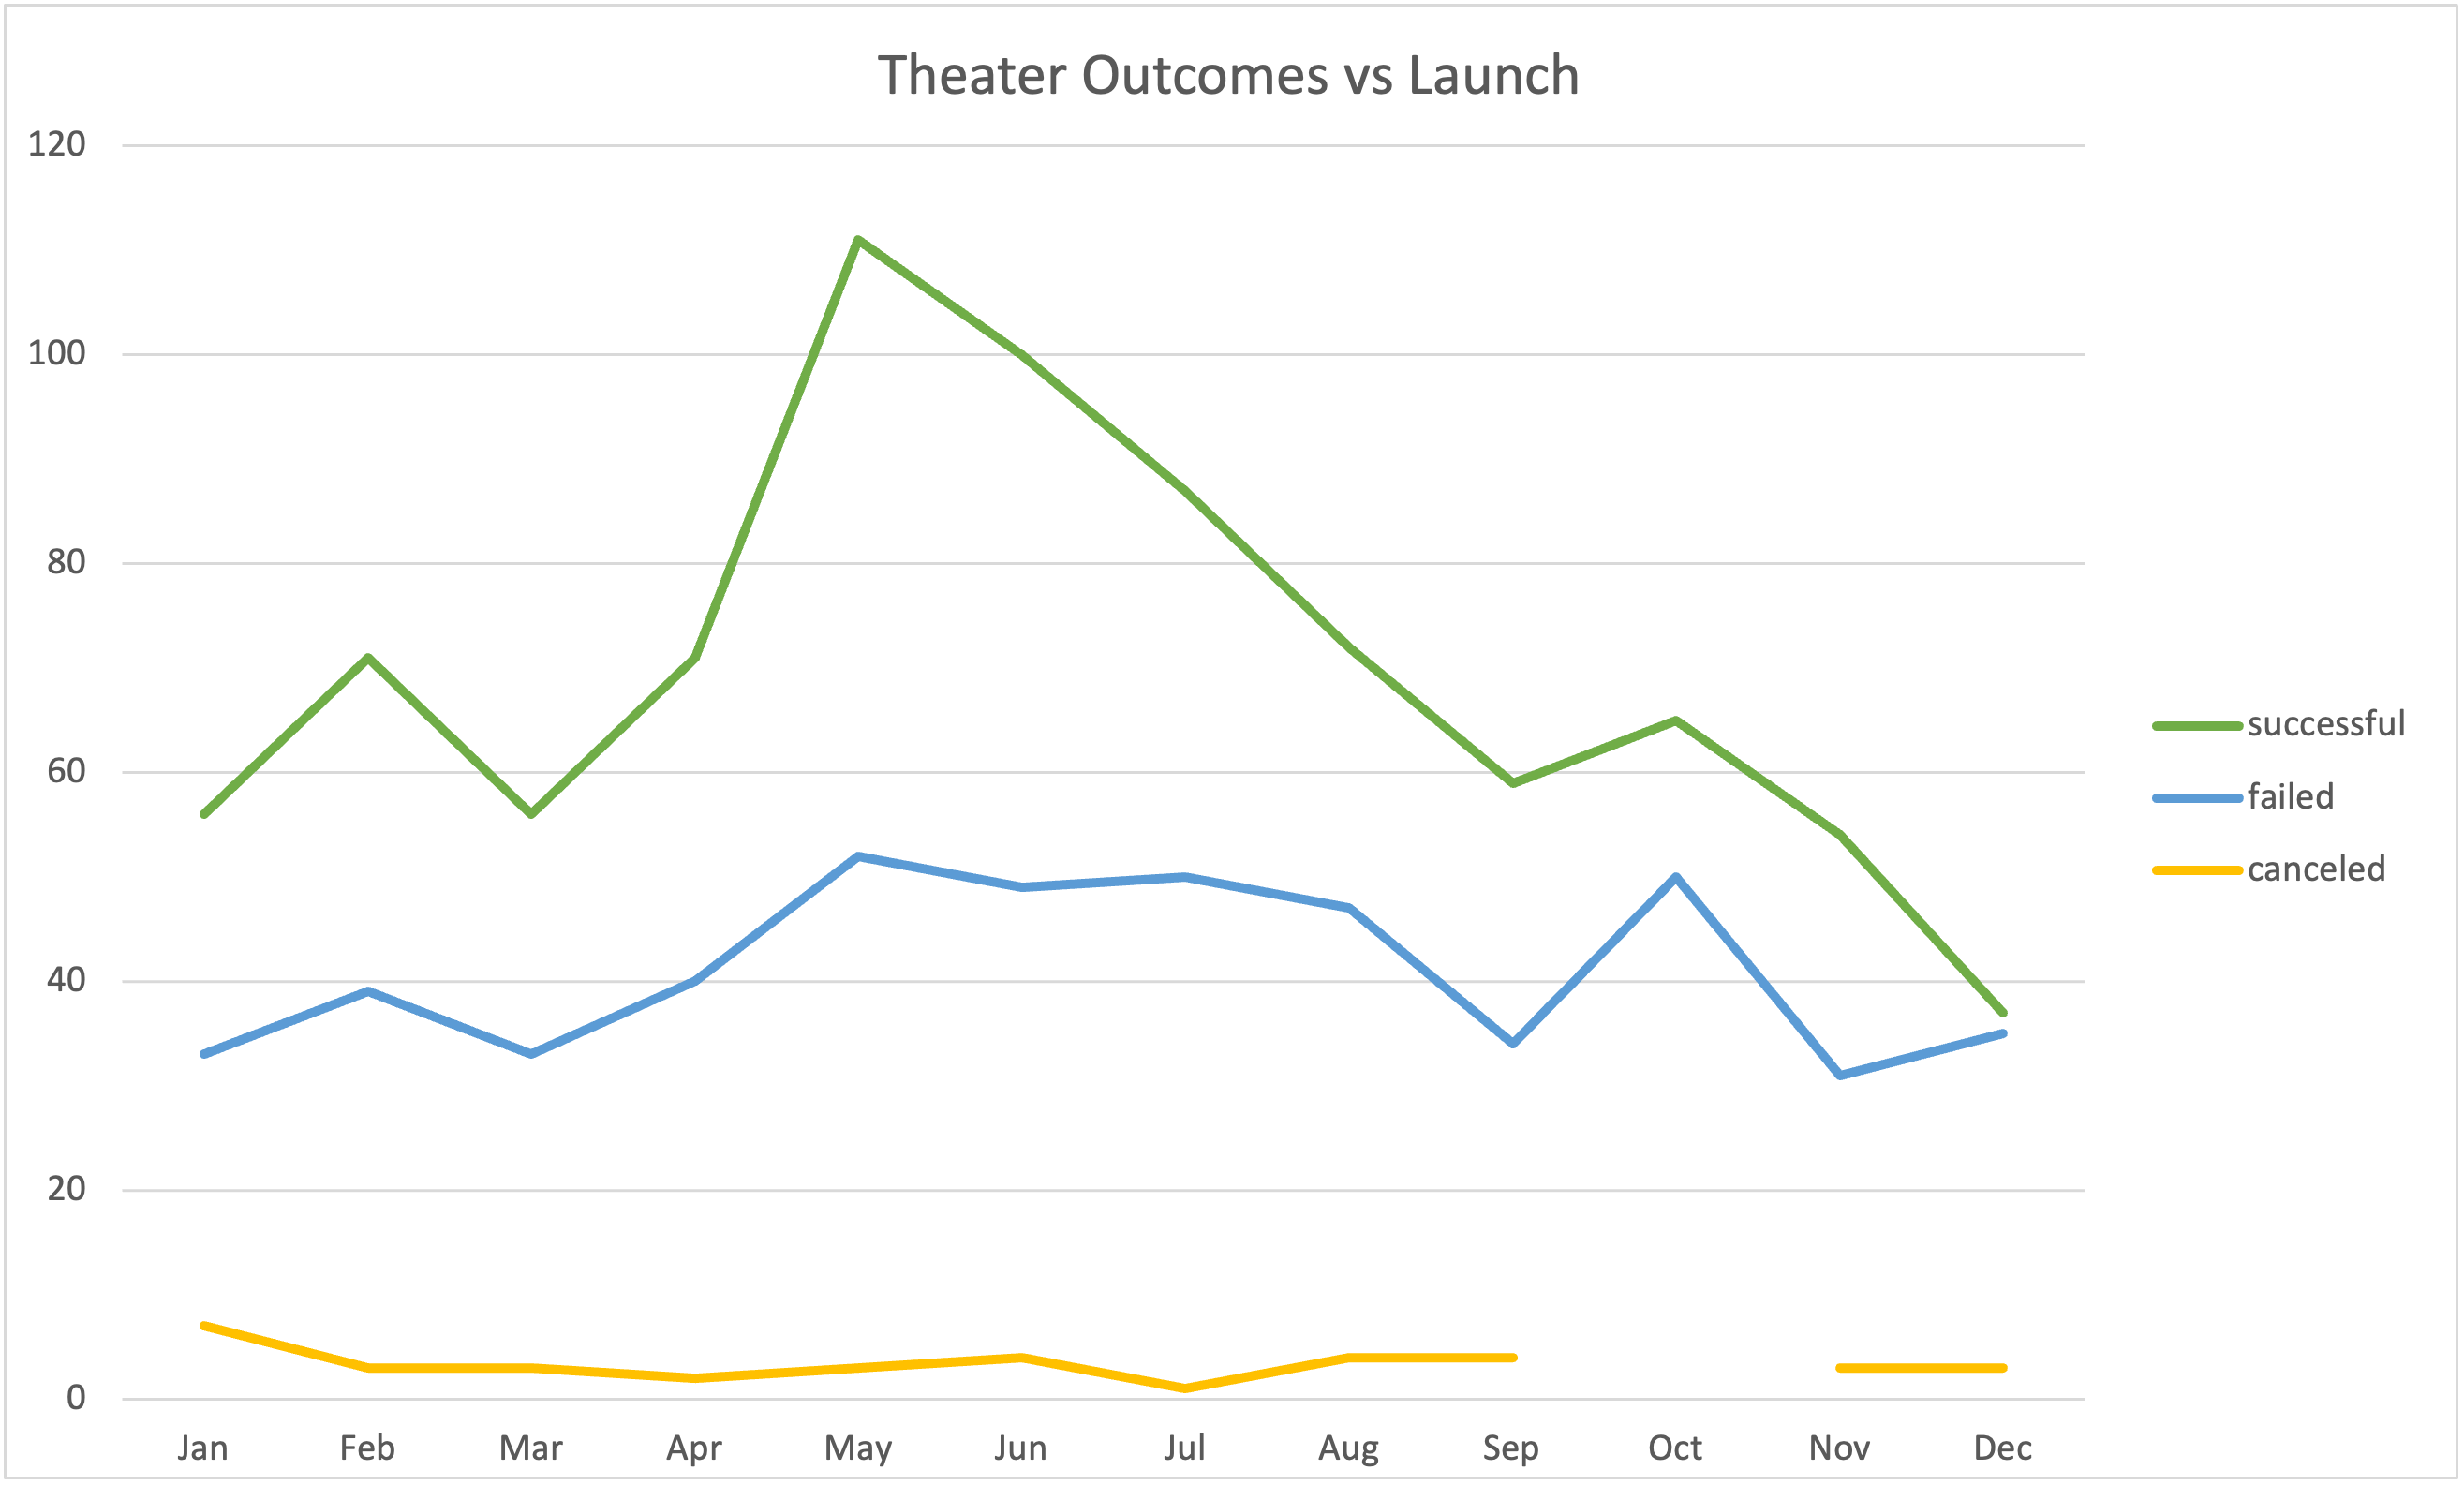 Theater Outcomes vs Launch
120
100
80
60
40
20
0
Jan Feb Mar Apr May Jun Jul Aug Sep Oct Nov Dec
successful
failed
canceled